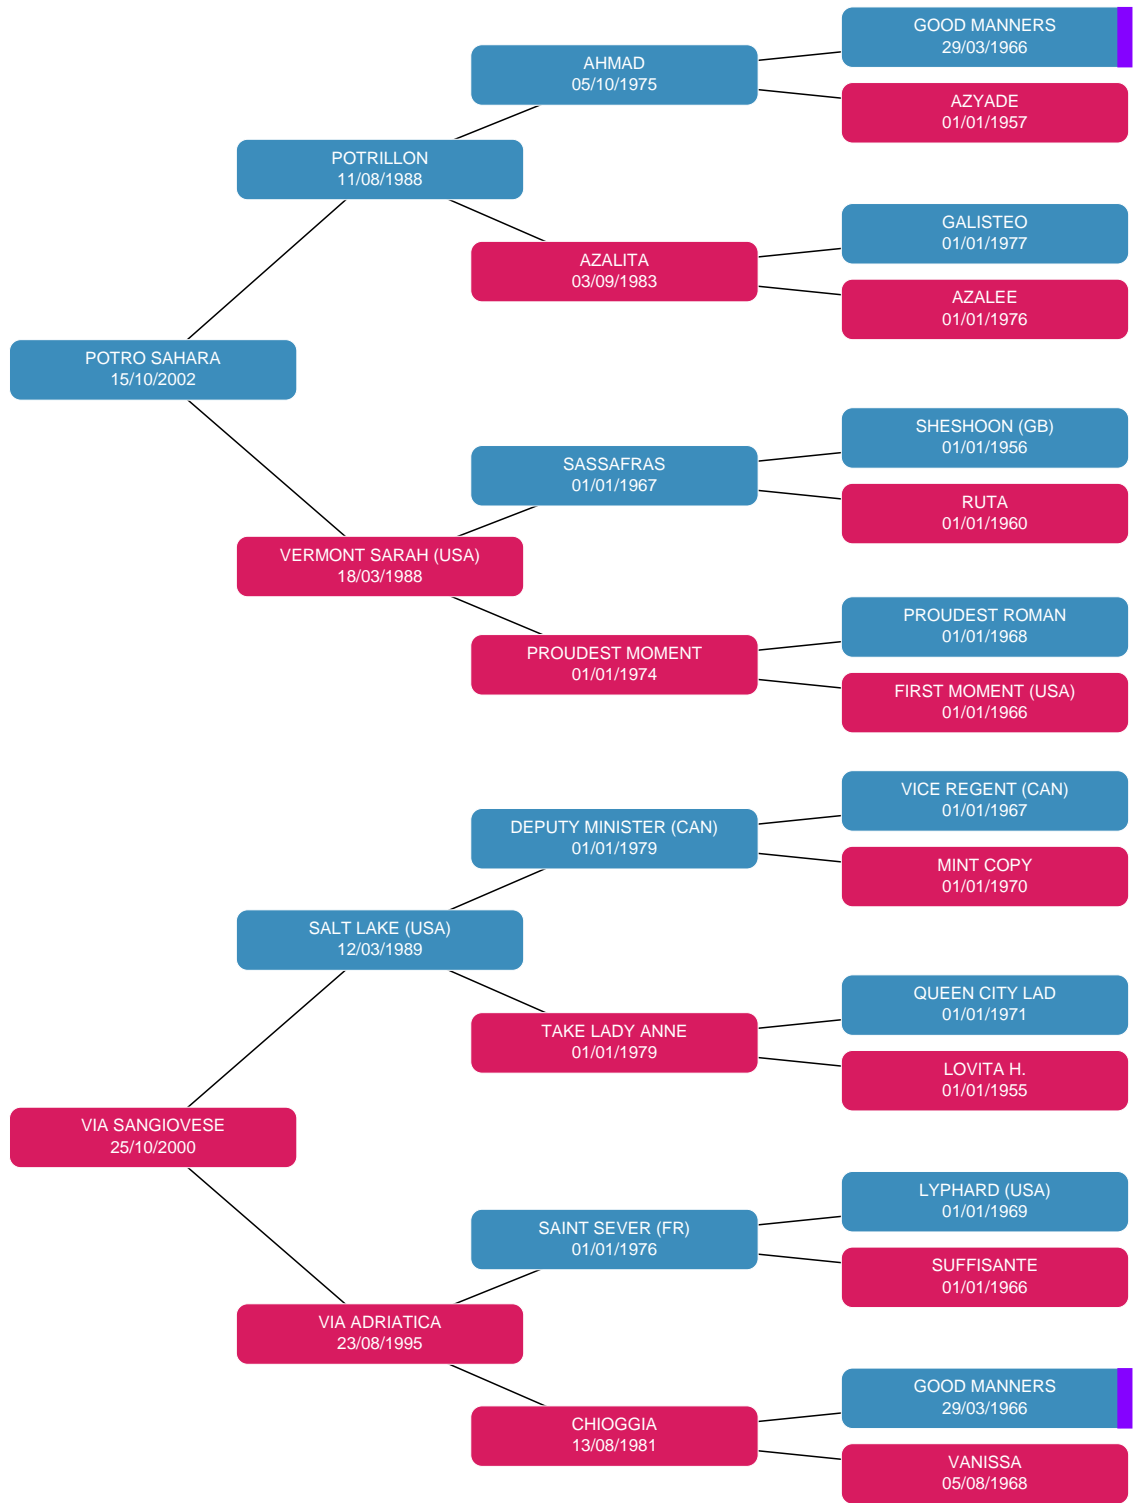 GOOD MANNERS
29/03/1966
AHMAD
05/10/1975
AZYADE
01/01/1957
POTRILLON
11/08/1988
GALISTEO
01/01/1977
AZALITA
03/09/1983
AZALEE
01/01/1976
POTRO SAHARA
15/10/2002
SHESHOON (GB)
01/01/1956
SASSAFRAS
01/01/1967
RUTA
01/01/1960
VERMONT SARAH (USA)
18/03/1988
PROUDEST ROMAN
01/01/1968
PROUDEST MOMENT
01/01/1974
FIRST MOMENT (USA)
01/01/1966
VICE REGENT (CAN)
01/01/1967
DEPUTY MINISTER (CAN)
01/01/1979
MINT COPY
01/01/1970
SALT LAKE (USA)
12/03/1989
QUEEN CITY LAD
01/01/1971
TAKE LADY ANNE
01/01/1979
LOVITA H.
01/01/1955
VIA SANGIOVESE
25/10/2000
LYPHARD (USA)
01/01/1969
SAINT SEVER (FR)
01/01/1976
SUFFISANTE
01/01/1966
VIA ADRIATICA
23/08/1995
GOOD MANNERS
29/03/1966
CHIOGGIA
13/08/1981
VANISSA
05/08/1968